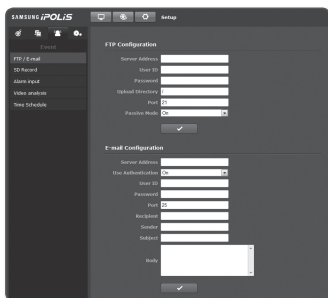 SAMSUNG iPOLiS
Setup
Event
FTP / E-mail
SD Record
Alarm input
Video analysis
Time Schedule
FTP Configuration
Server Address
User ID
Password
Upload Directory /
Port 21
Passive Mode On
E-mail Configuration
Server Address
Use Authentication On
User ID
Password
Port 25
Recipient
Sender
Subject
Body